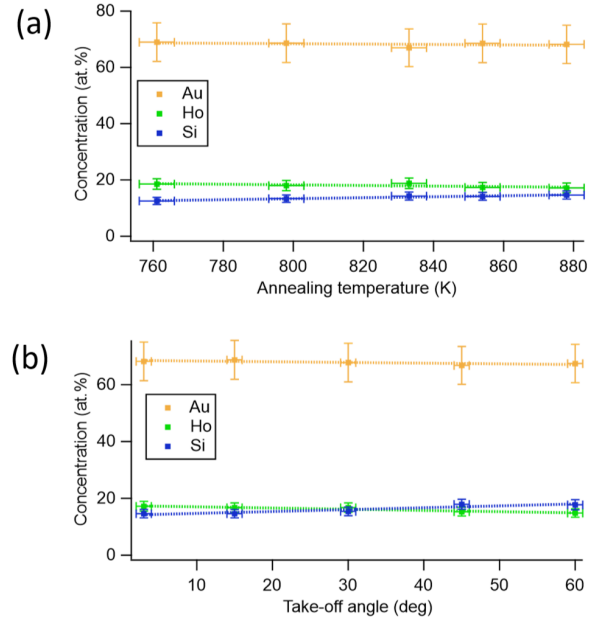 (a)
80
60
40
20
0
Concentration (at.%)
Au
Ho
Si
760 780 800 820 840 860 880
Annealing temperature (K)
(b)
60
40
20
0
Concentration (at.%)
Au
Ho
Si
10 20 30 40 50 60
Take-off angle (deg)